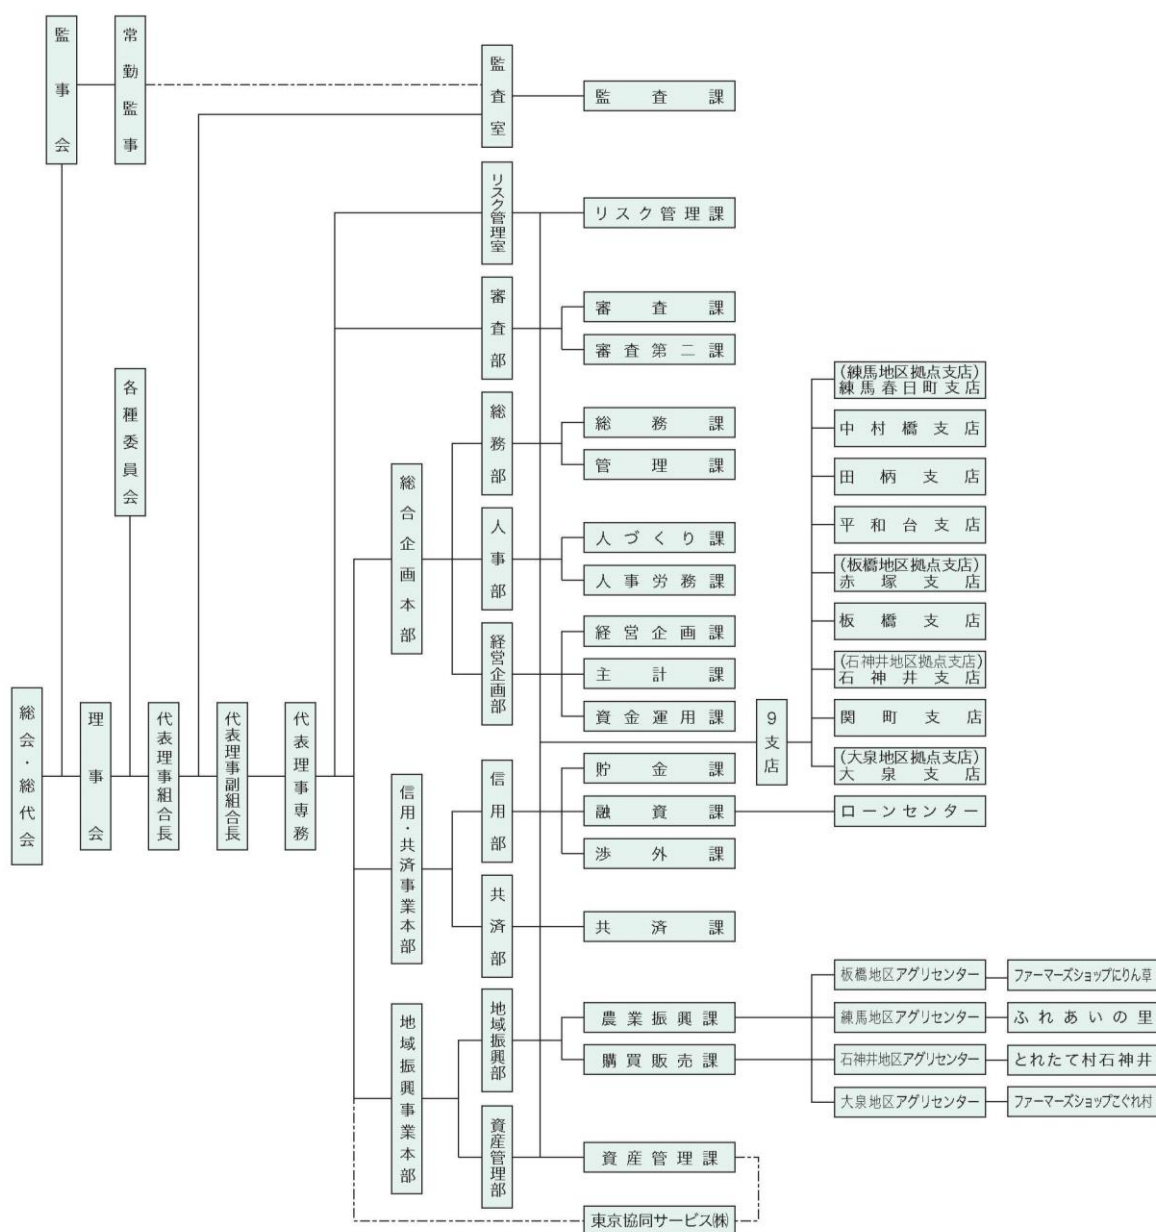 監事会
常勤監事
監査室
監査課
リスク管理室
リスク管理課
審査部
審査課
審査第二課
各種委員会
総合企画本部
総務部
総務課
管理課
人事部
人づくり課
人事労務課
経営企画部
経営企画課
主計課
資金運用課
総会・総代会
理事会
代表理事組合長
代表理事副組合長
代表理事専務
9支店
(練馬地区拠点支店)
練馬春日町支店
中村橋支店
田柄支店
平和台支店
(板橋地区拠点支店)
赤塚支店
板橋支店
(石神井地区拠点支店)
石神井支店
関町支店
(大泉地区拠点支店)
大泉支店
信用・共済事業本部
信用部
貯金課
融資課
ローンセンター
渉外課
共済部
共済課
地域振興事業本部
地域振興部
農業振興課
購買販売課
板橋地区アグリセンター
ファーマーズショップにりん草
練馬地区アグリセンター
ふれあいの里
石神井地区アグリセンター
とれたて村石神井
大泉地区アグリセンター
ファーマーズショップこぐれ村
資産管理部
資産管理課
東京協同サービス㈱